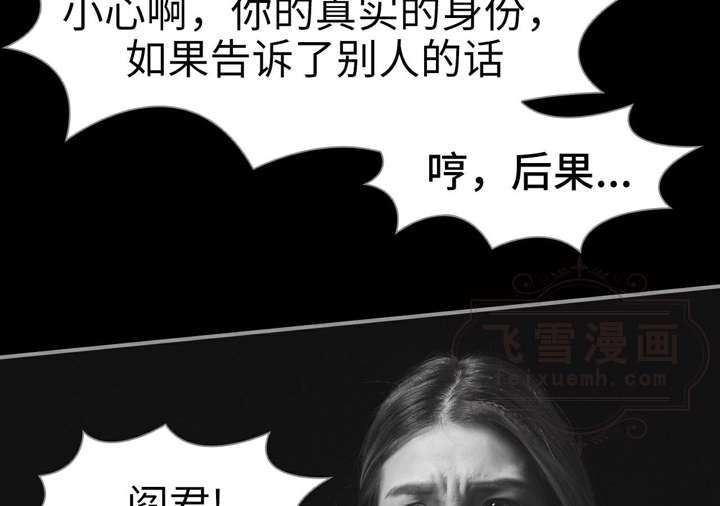 小心啊，你的真实的身份，
如果告诉了别人的话
哼，后果...
飞雪漫画
feixuemh.com
阎君!